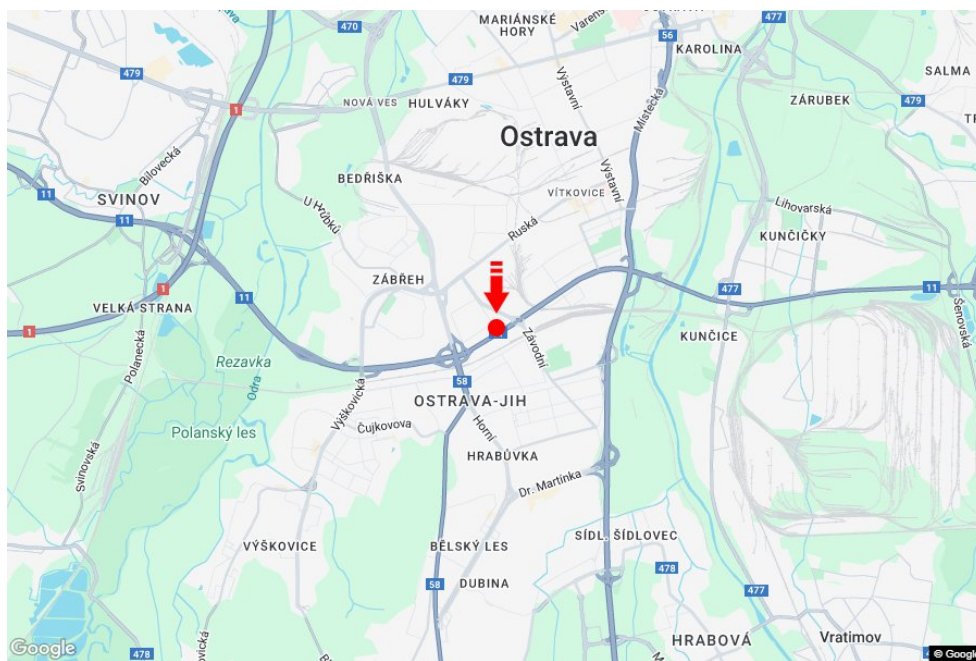 MARIÁNSKÉ
HORY
Varens
470
477
56
KAROLINA
479
479
SALMA
1
NOVÁ VES
HULVÁKY
Výstavní
Místecká
ZÁRUBEK
479
Bílovecká
Ostrava
BEDŘIŠKA
11
SVINOV
11
U Hrůbků
VÍTKOVICE
Výstavní
Lihovarská
Ruská
KUNČIČKY
ZÁBŘEH
1
11
477
11
VELKÁ STRANA
1
Šenovská
Polanecká
Závodní
KUNČICE
Rezavka
Odra
58
Výškovická
OSTRAVA-JIH
Čujkovova
Horní
Polanský les
Svinovská
HRABŮVKA
Dr. Martínka
VÝŠKOVICE
BĚLSKÝ LES
SÍDL. ŠÍDLOVEC
58
DUBINA
478
477
HRABOVÁ
Vratimov
478
Google
© Googl